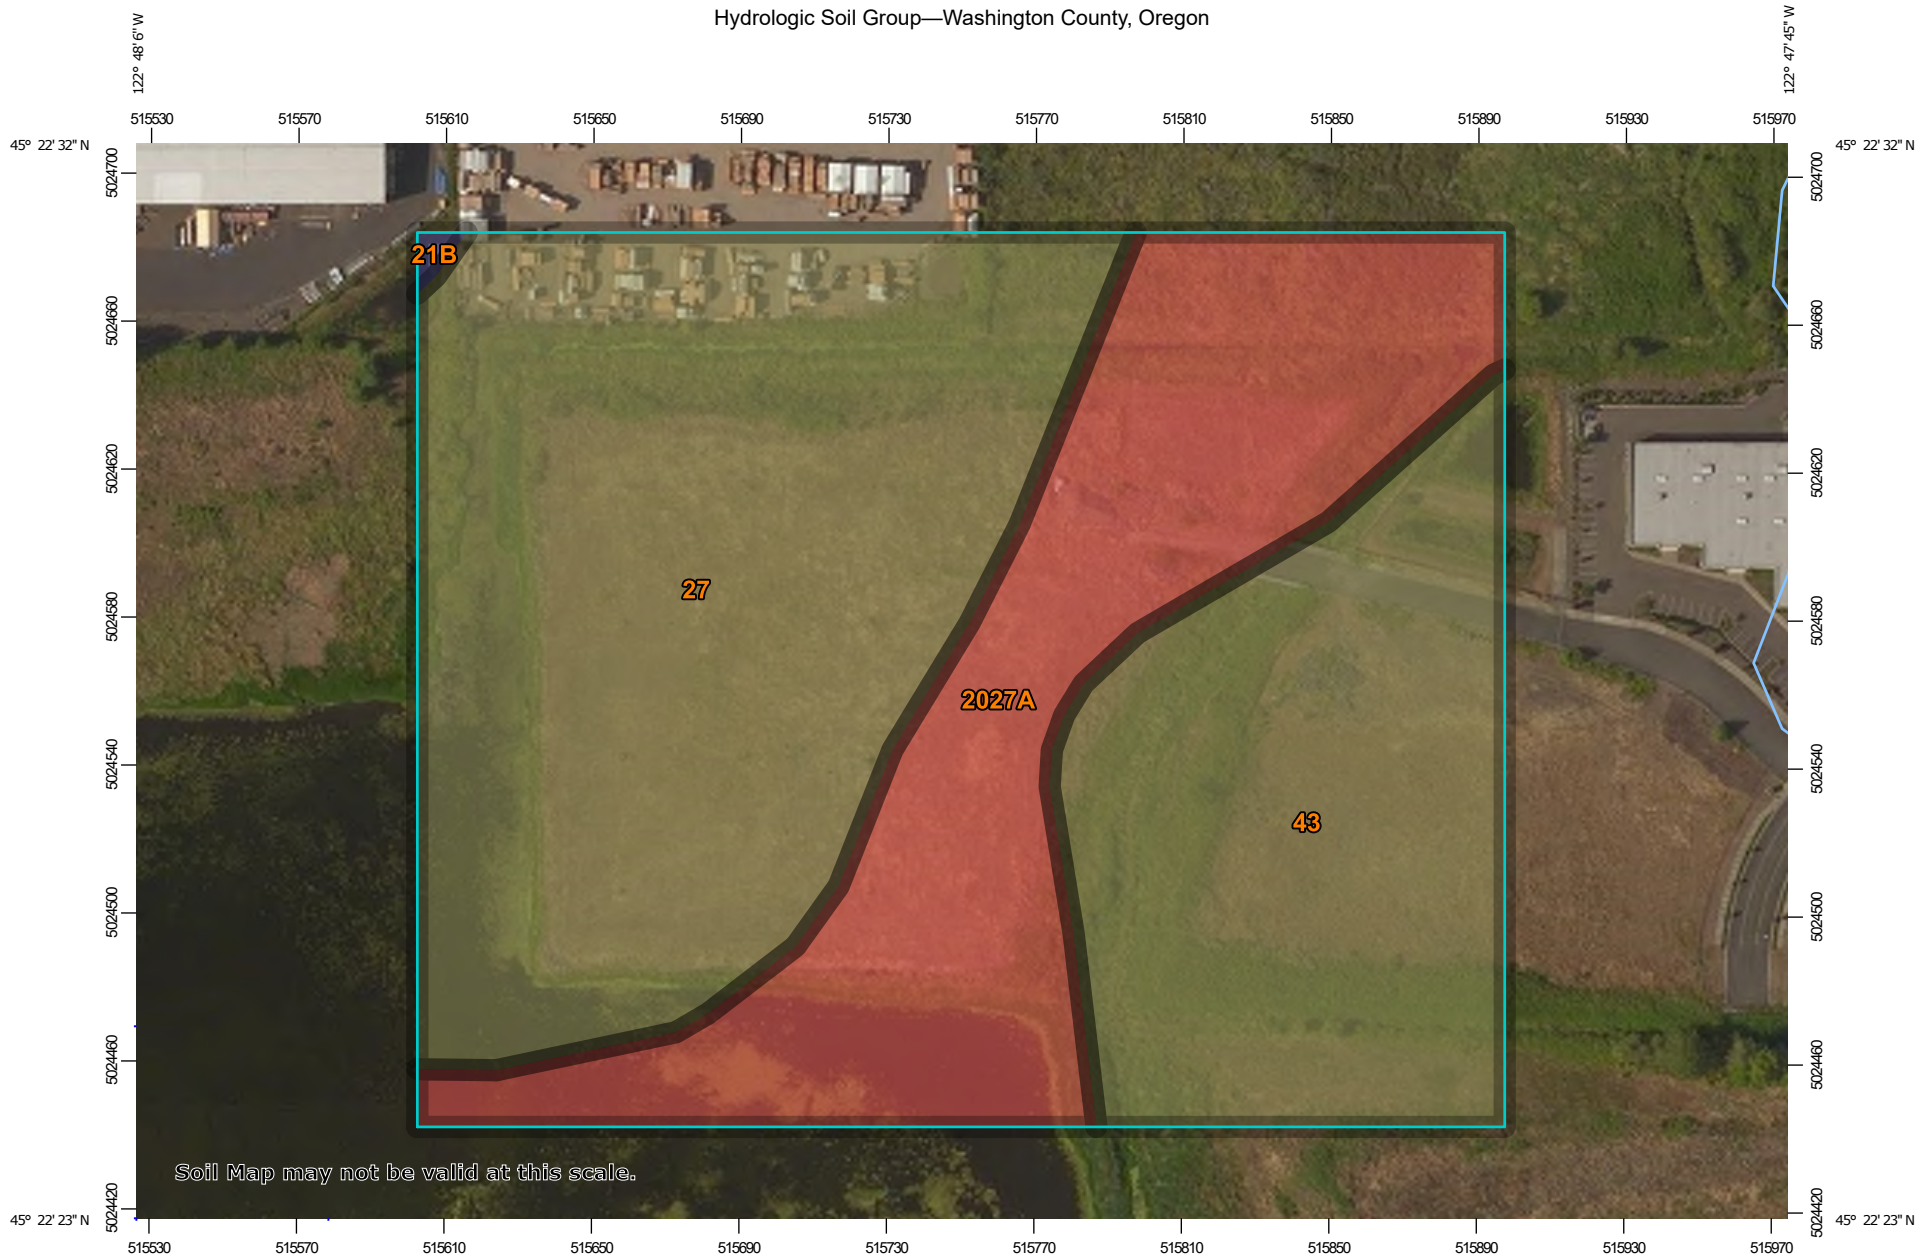 Hydrologic Soil Group—Washington County, Oregon
122° 48' 6'' W
122° 47' 45'' W
515530 515570 515610 515650 515690 515730 515770 515810 515850 515890 515930 515970
45° 22' 32'' N
45° 22' 32'' N
5024700
5024700
21B
5024660
5024660
5024620
5024620
27
5024580
5024580
2027A
5024540
5024540
43
5024500
5024500
5024460
5024460
Soil Map may not be valid at this scale.
5024420
5024420
45° 22' 23'' N
45° 22' 23'' N
515530 515570 515610 515650 515690 515730 515770 515810 515850 515890 515930 515970